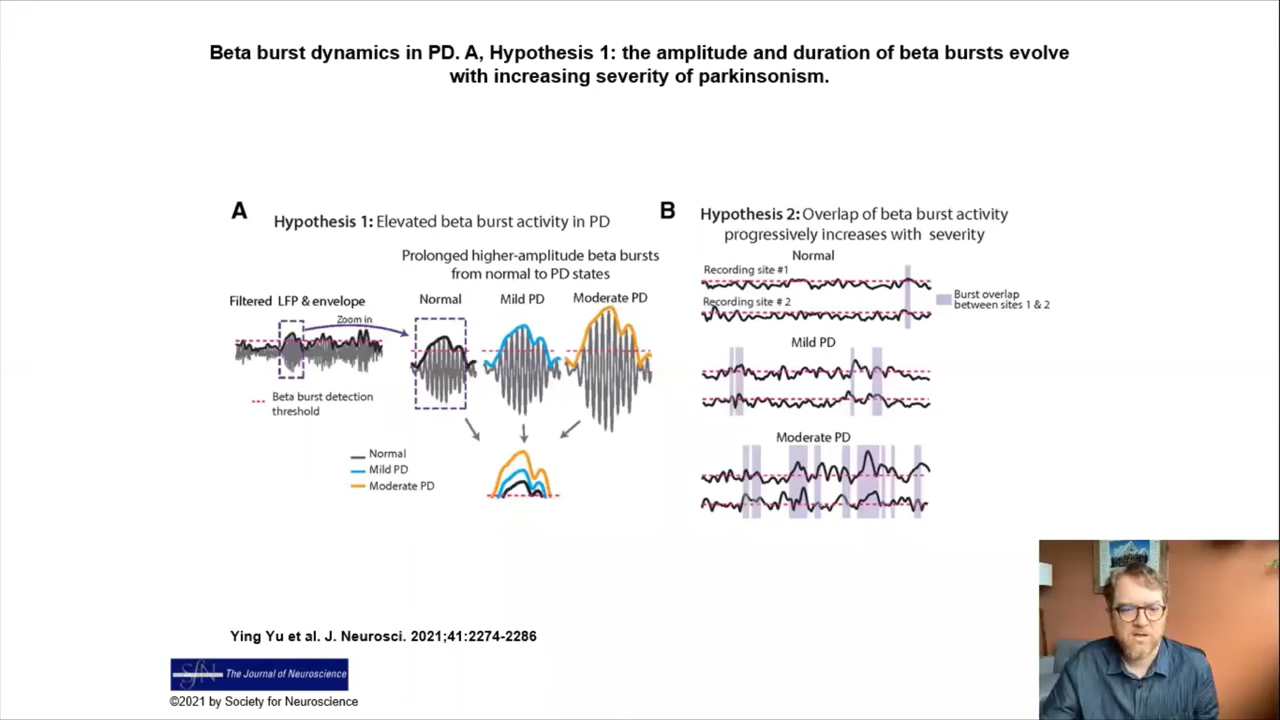 Beta burst dynamics in PD. A, Hypothesis 1: the amplitude and duration of beta bursts evolve
with increasing severity of parkinsonism.
A
Hypothesis 1: Elevated beta burst activity in PD
Prolonged higher-amplitude beta bursts
from normal to PD states
Filtered LFP & envelope
Zoom in
Normal
Mild PD
Moderate PD
Beta burst detection
threshold
Normal
Mild PD
Moderate PD
B
Hypothesis 2: Overlap of beta burst activity
progressively increases with severity
Normal
Recording site #1
Recording site # 2
Burst overlap
between sites 1 & 2
Mild PD
Moderate PD
Ying Yu et al. J. Neurosci. 2021;41:2274-2286
SfN The Journal of Neuroscience
©2021 by Society for Neuroscience